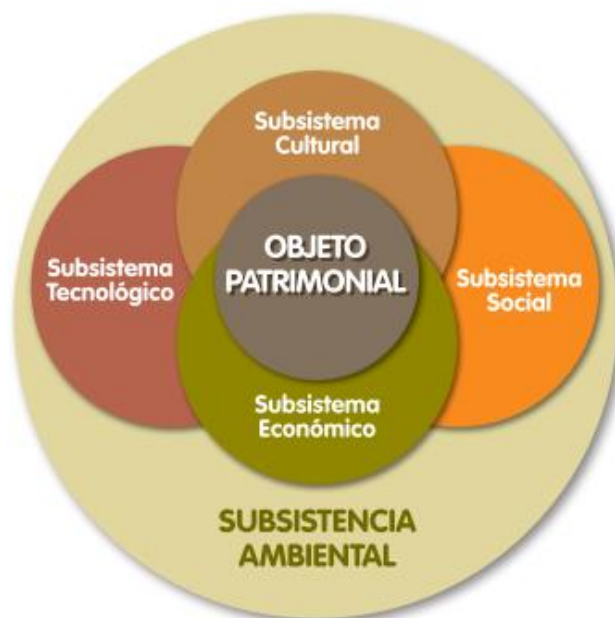 Subsistema
Cultural
Subsistema
Tecnológico
OBJETO
PATRIMONIAL
Subsistema
Social
Subsistema
Económico
SUBSISTENCIA
AMBIENTAL